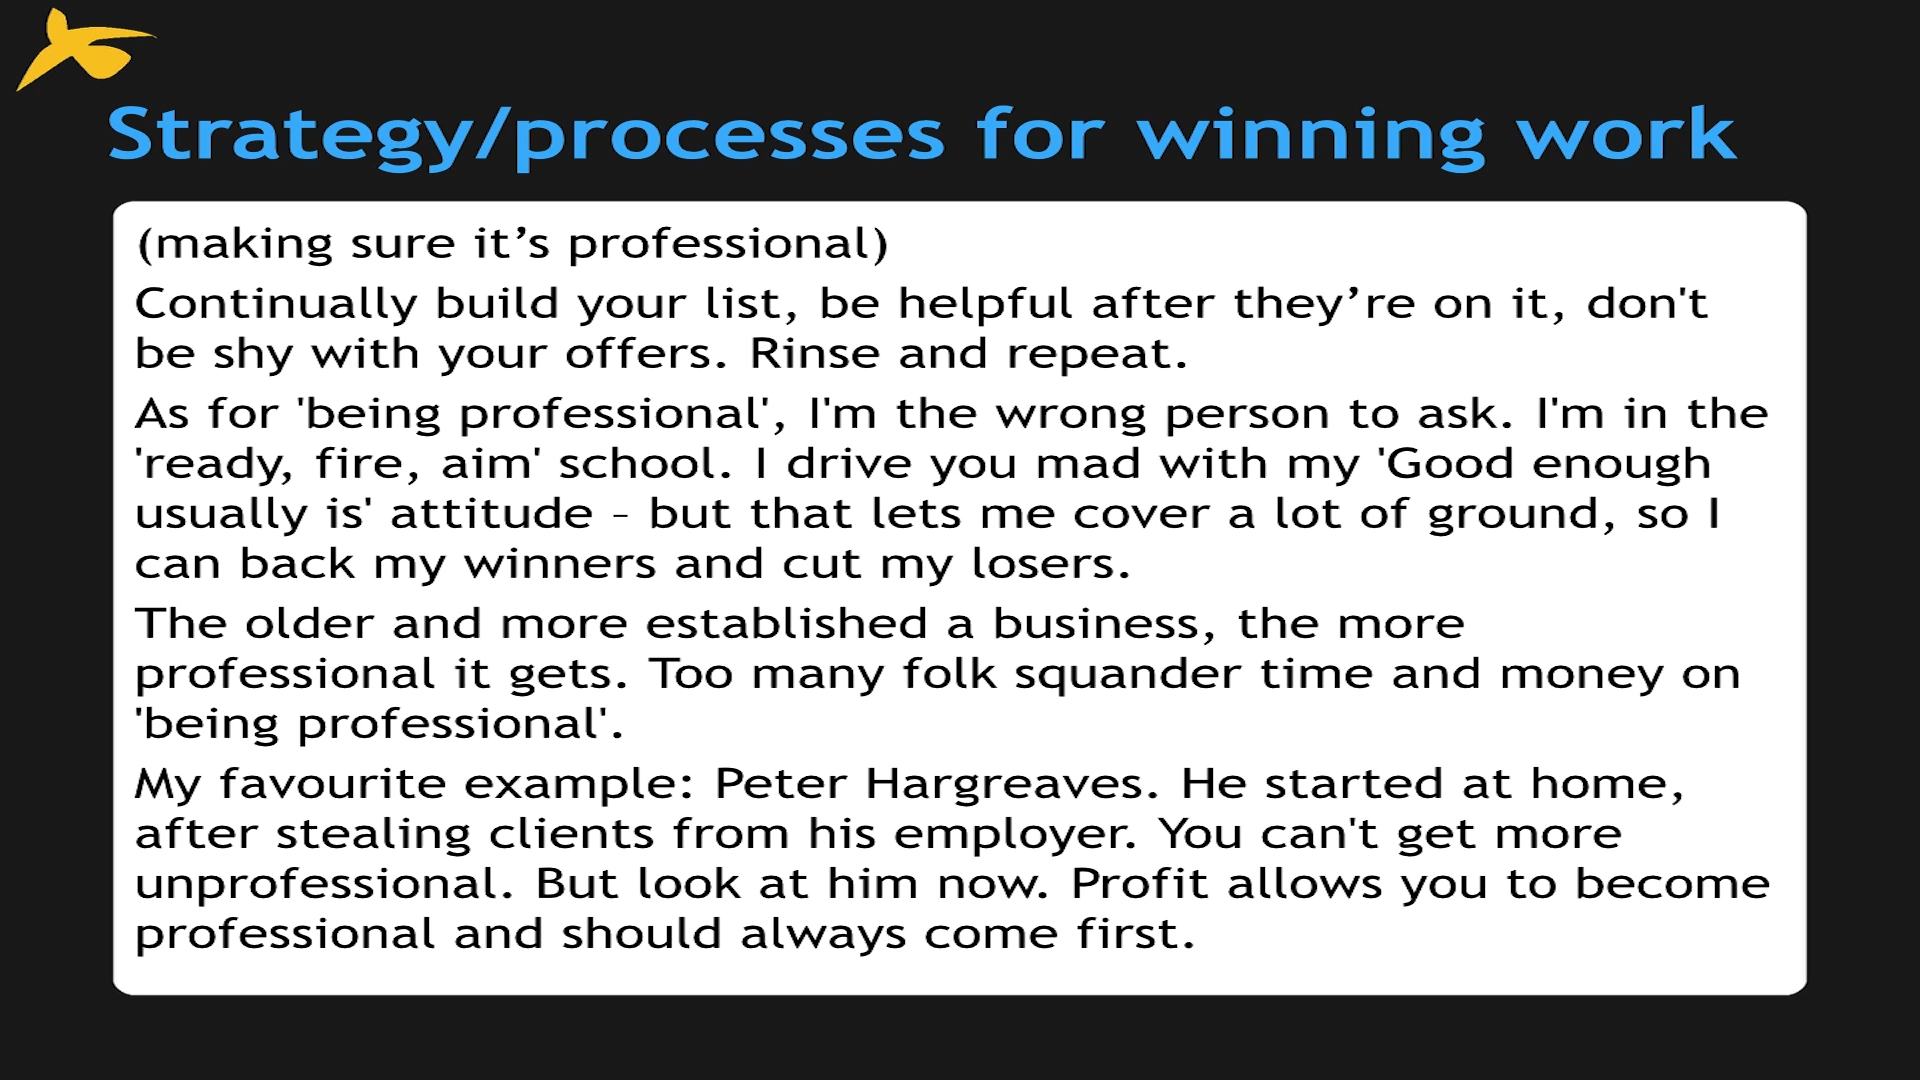 Strategy/processes for winning work
(making sure it’s professional)
Continually build your list, be helpful after they’re on it, don't
be shy with your offers. Rinse and repeat.
As for 'being professional', I'm the wrong person to ask. I'm in the
'ready, fire, aim' school. I drive you mad with my 'Good enough
usually is' attitude – but that lets me cover a lot of ground, so I
can back my winners and cut my losers.
The older and more established a business, the more
professional it gets. Too many folk squander time and money on
'being professional'.
My favourite example: Peter Hargreaves. He started at home,
after stealing clients from his employer. You can't get more
unprofessional. But look at him now. Profit allows you to become
professional and should always come first.